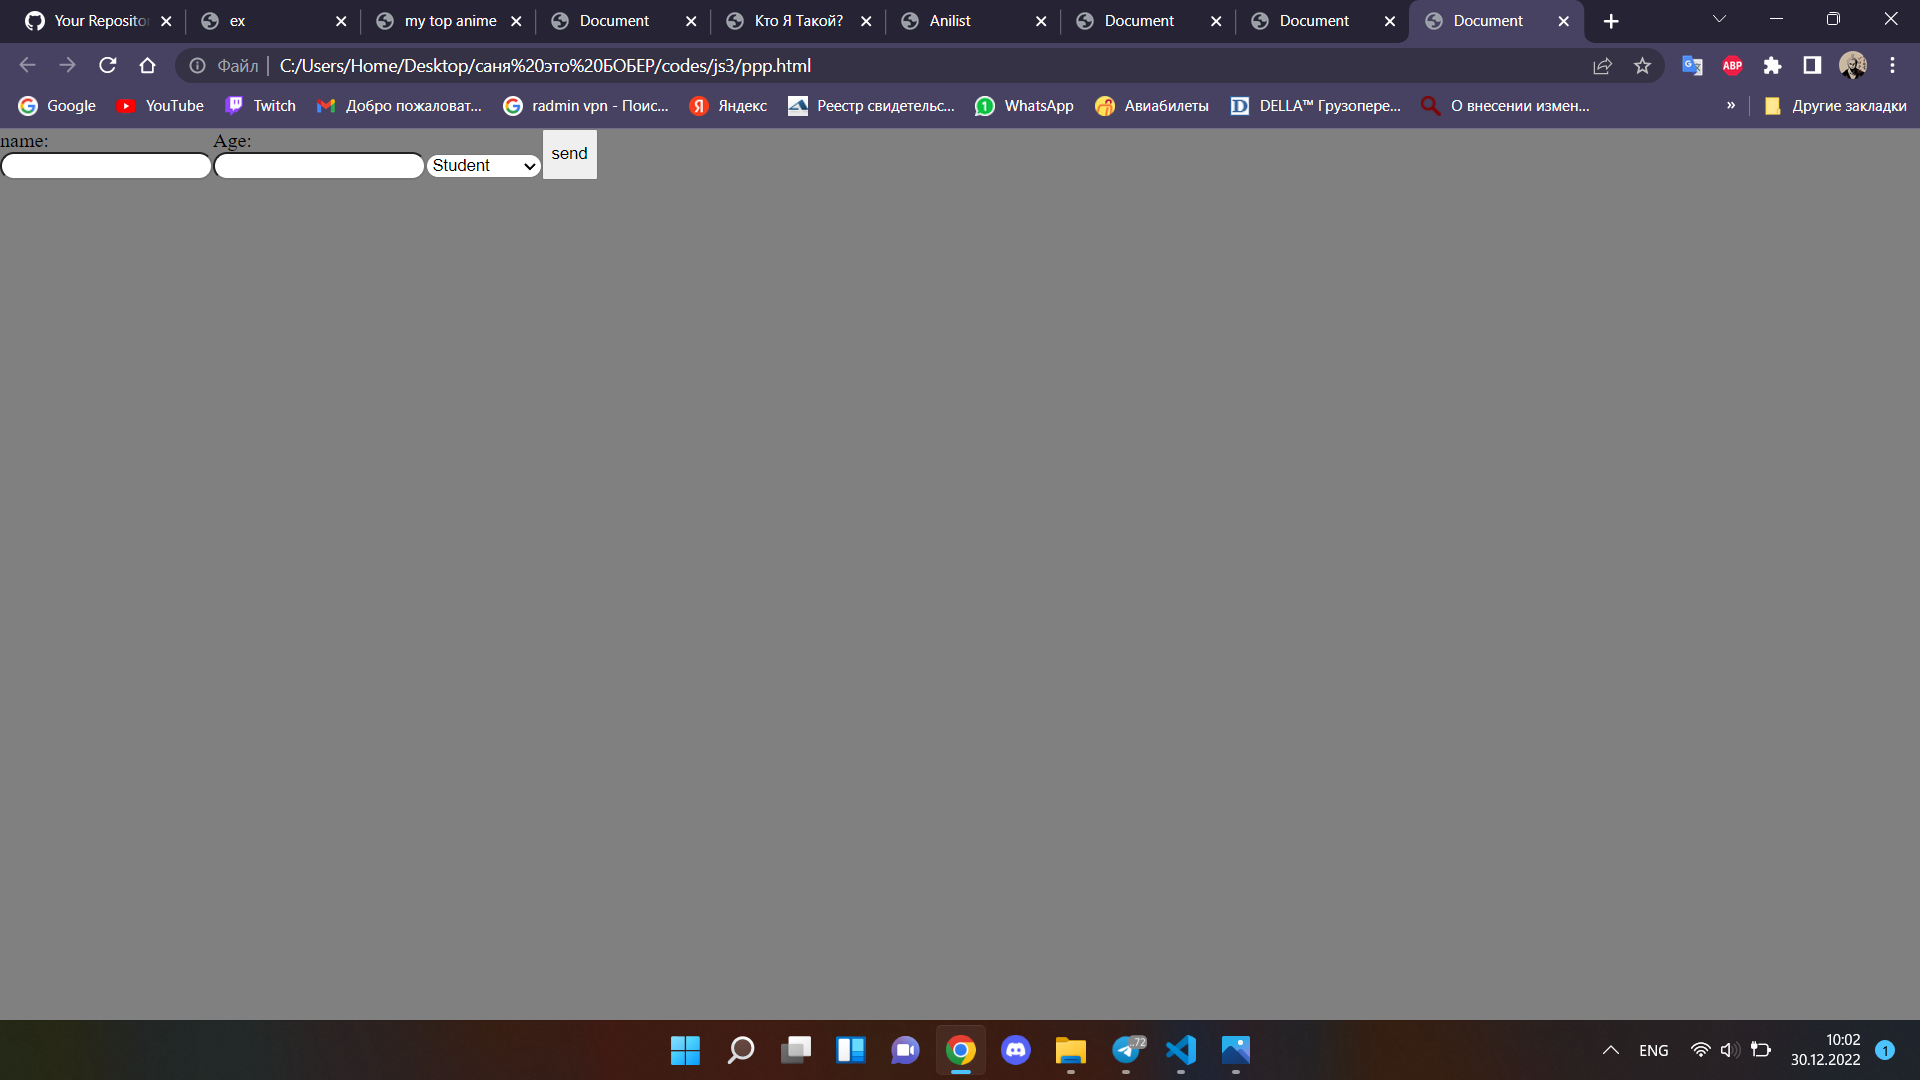 Your Reposito
ex
my top anime
Document
Кто Я Такой?
Anilist
Document
Document
Document
Файл
C:/Users/Home/Desktop/саня%20это%20БОБЕР/codes/js3/ppp.html
ABP
Google
YouTube
Twitch
Добро пожаловат...
radmin vpn - Поис...
Яндекс
Реестр свидетельс...
WhatsApp
Авиабилеты
DELLA™ Грузопере...
О внесении измен...
»
Другие закладки
name:
Age:
Student
send
72
ENG
10:02
30.12.2022
1